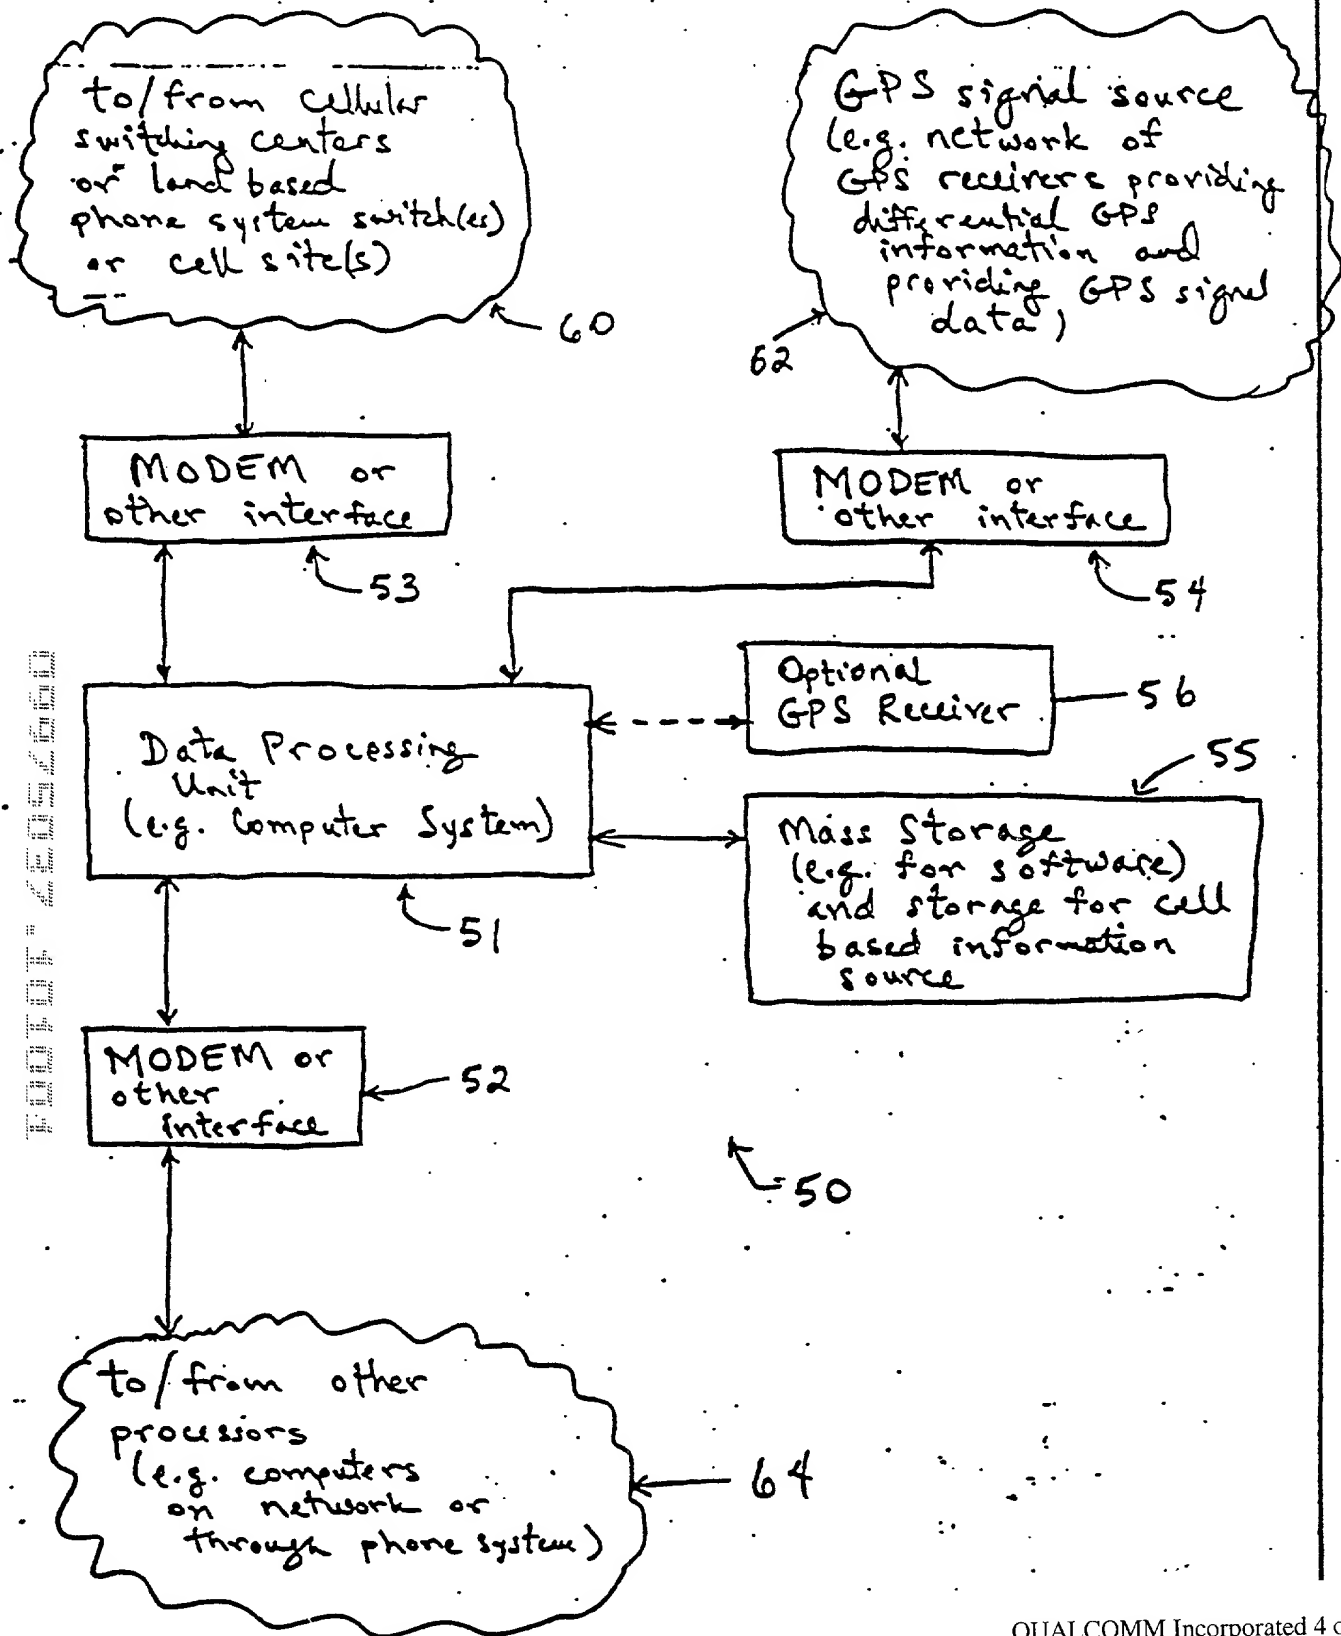 to/from cellular
switching centers
or land based
phone system switch(es)
or cell site(s)
60
GPS signal source
(e.g. network of
GPS receivers providing
differential GPS
information and
providing GPS signal
data)
62
MODEM or
other interface
53
MODEM or
other interface
54
Optional
GPS Receiver
56
Data Processing
Unit
(e.g. Computer System)
51
55
Mass Storage
(e.g. for software)
and storage for cell
based information
source
MODEM or
other
interface
52
50
to/from other
processors
(e.g. computers
on network or
through phone system)
64
QUALCOMM Incorporated 4 o